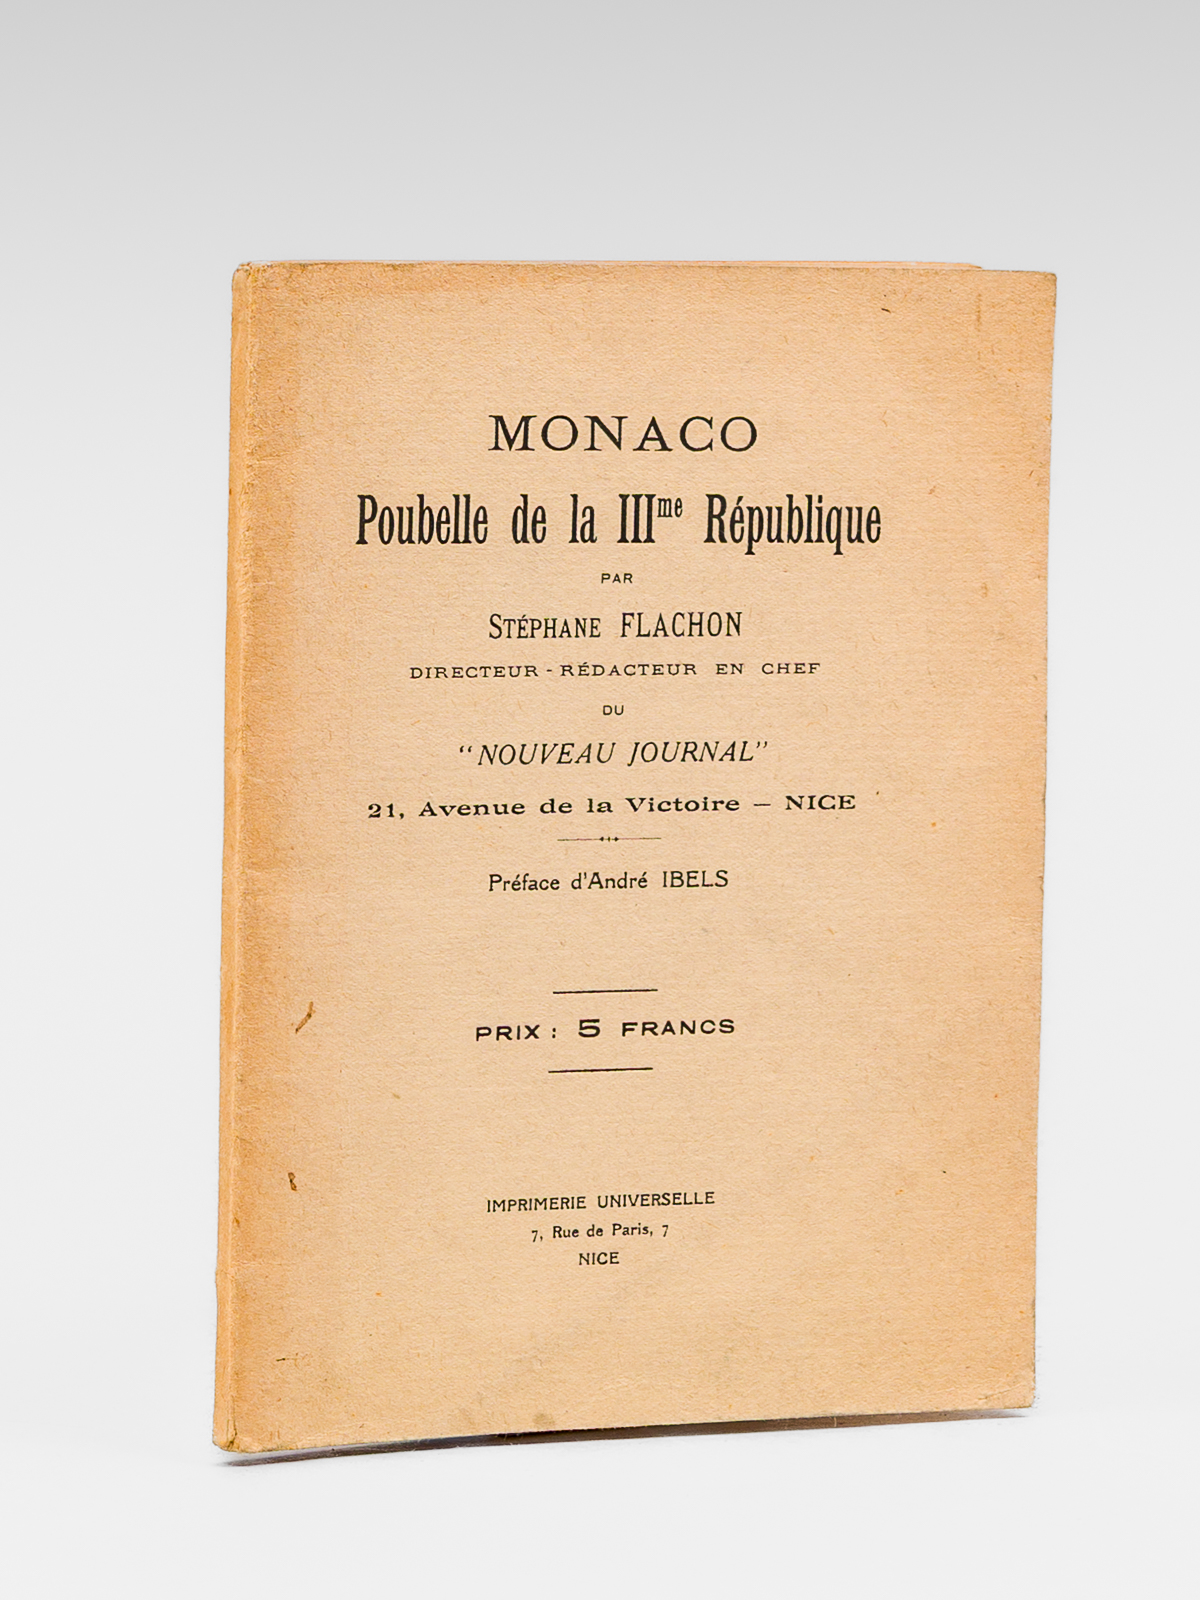 MONACO
Poubelle de la IIIme République
PAR
STÉPHANE FLACHON
DIRECTEUR - RÉDACTEUR EN CHEF
DU
“NOUVEAU JOURNAL”
21, Avenue de la Victoire — NICE
Préface d'André IBELS
PRIX : 5 FRANCS
IMPRIMERIE UNIVERSELLE
7, Rue de Paris, 7
NICE